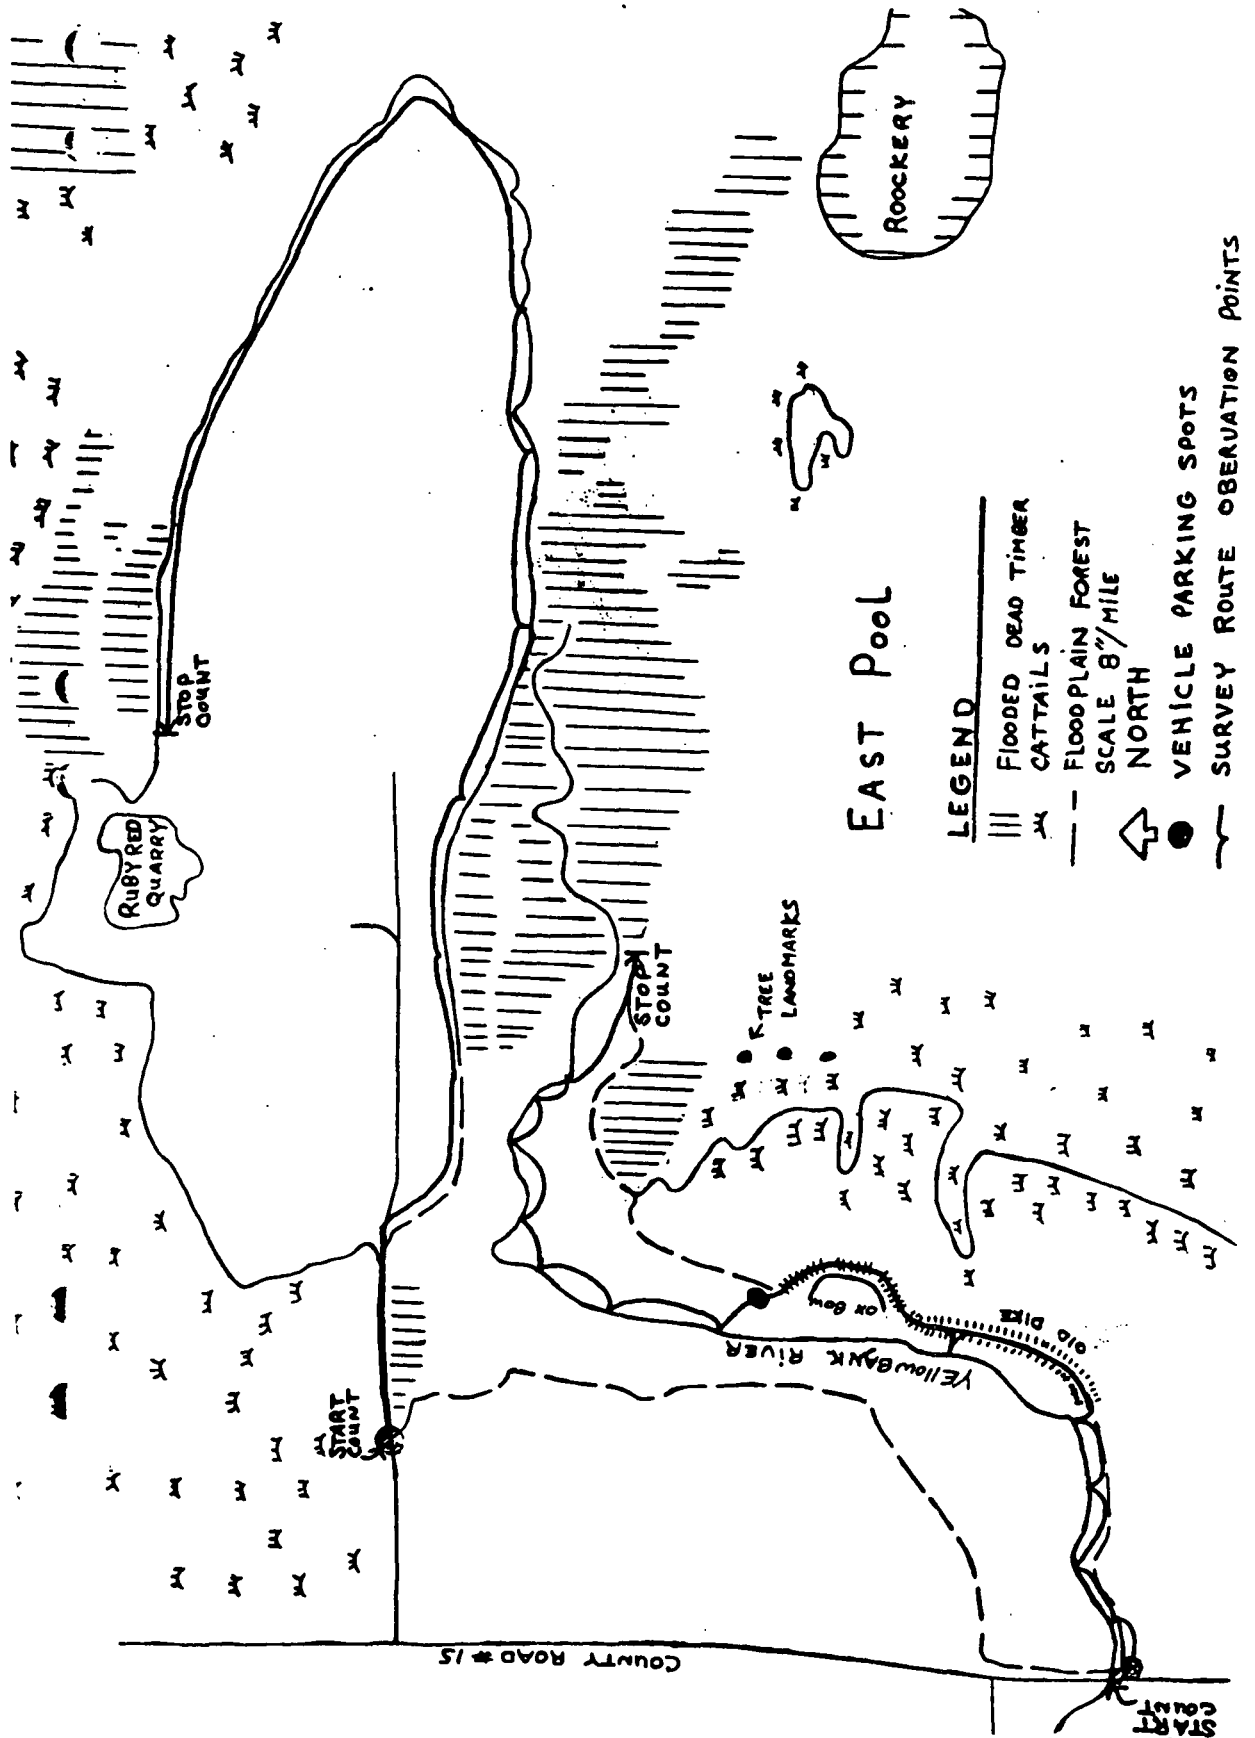 ROOCKERY
RUBY RED
QUARRY
STOP
COUNT
EAST POOL
STOP
COUNT
TREE
LANDMARKS
START
COUNT
OX BOW
OLD DIKE
YEllowBANK RIVER
COUNTY ROAD #15
START
COUNT
LEGEND
FlOODED DEAD TIMBER
CATTAILS
FLOODPLAIN FOREST
SCALE 8"/MILE
NORTH
VEHICLE PARKING SPOTS
SURVEY ROUTE OBERVATION POINTS